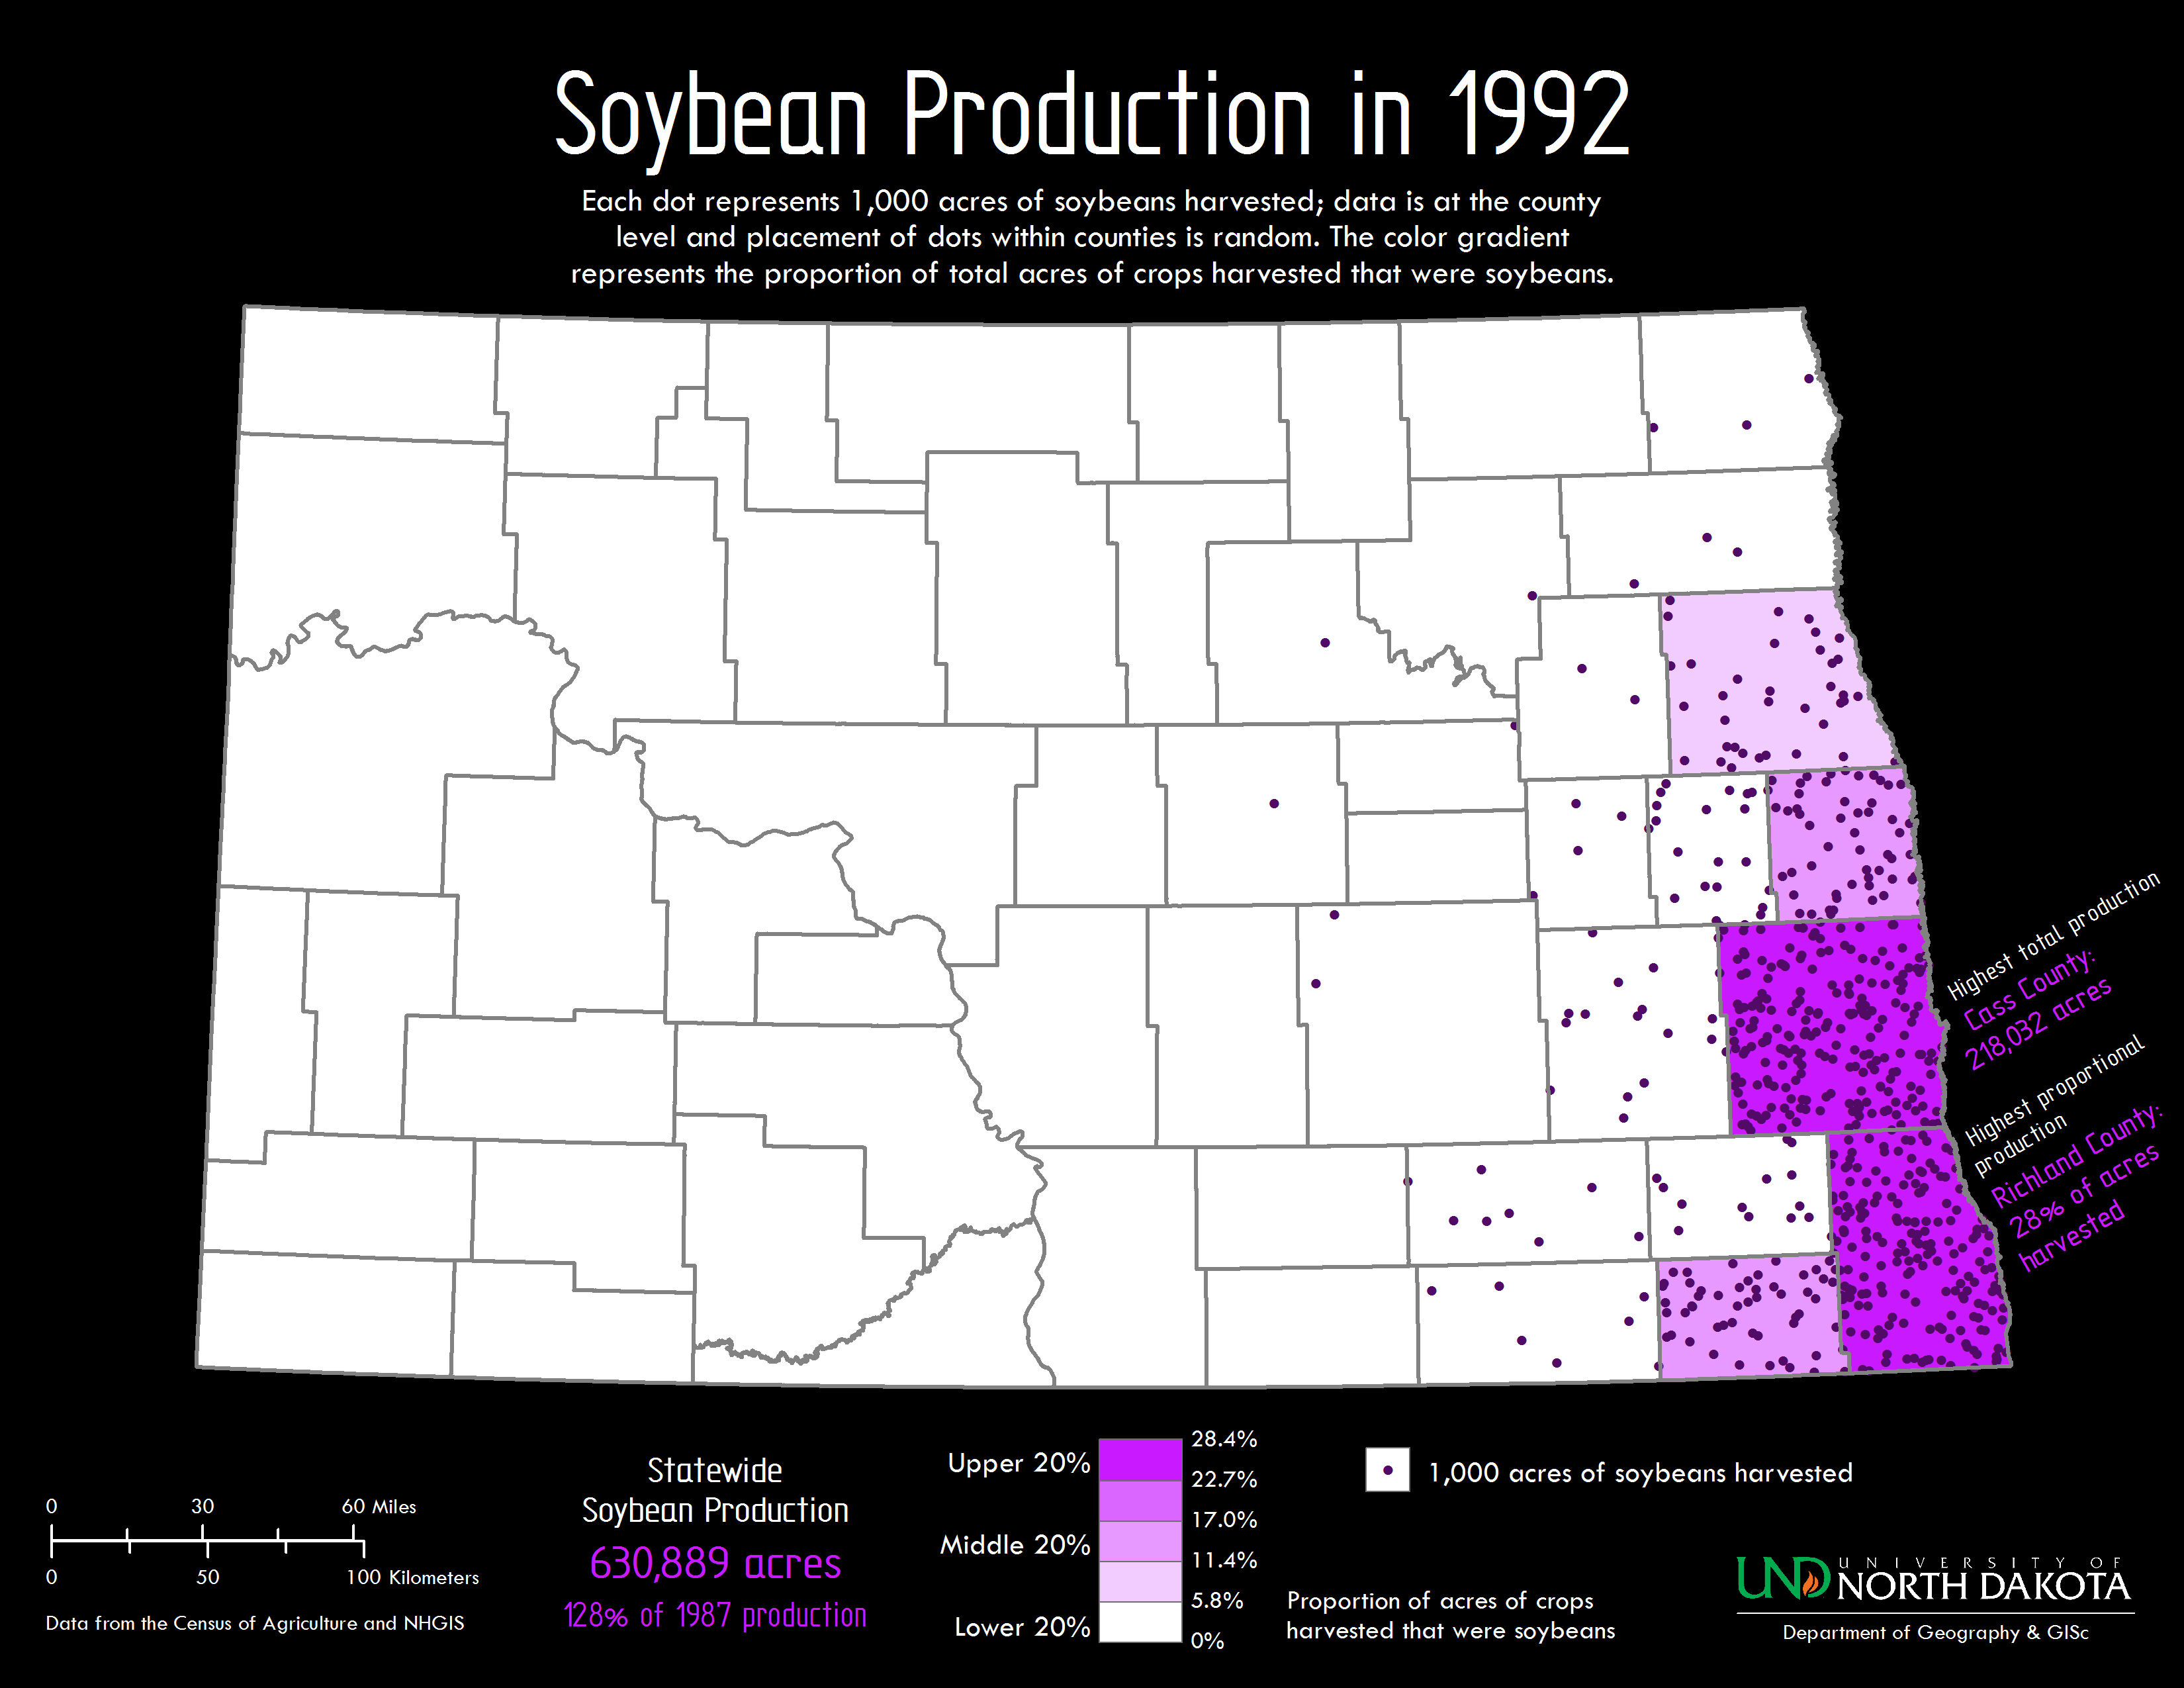 Soybean Production in 1992
Each dot represents 1,000 acres of soybeans harvested; data is at the county
level and placement of dots within counties is random. The color gradient
represents the proportion of total acres of crops harvested that were soybeans.
Highest total production
Cass County:
218,032 acres
Highest proportional
production
Richland County:
28% of acres
harvested
0 30 60 Miles
0 50 100 Kilometers
Data from the Census of Agriculture and NHGIS
Statewide
Soybean Production
630,889 acres
128% of 1987 production
28.4%
Upper 20%
22.7%
17.0%
Middle 20%
11.4%
5.8%
Lower 20%
0%
1,000 acres of soybeans harvested
Proportion of acres of crops
harvested that were soybeans
UND
UNIVERSITY OF
NORTH DAKOTA
Department of Geography & GISc